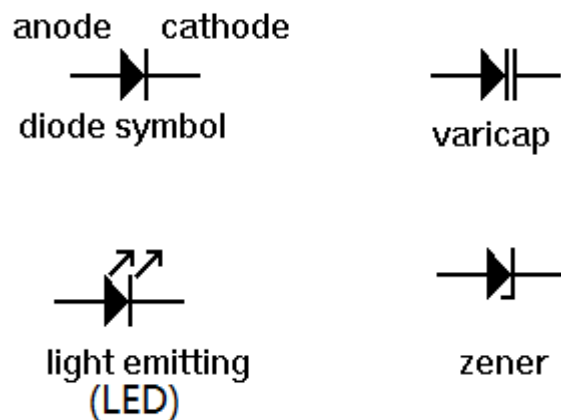 anode cathode
diode symbol
varicap
light emitting
(LED)
zener